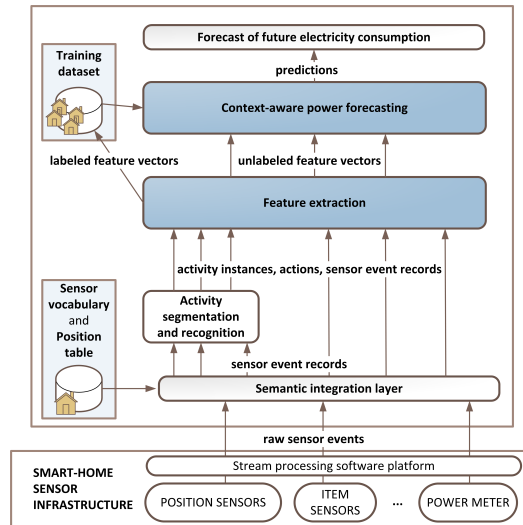 Forecast of future electricity consumption
Training
dataset
predictions
Context-aware power forecasting
labeled feature vectors
unlabeled feature vectors
Feature extraction
activity instances, actions, sensor event records
Sensor
vocabulary
and
Position
table
Activity
segmentation
and recognition
sensor event records
Semantic integration layer
raw sensor events
Stream processing software platform
SMART-HOME
SENSOR
INFRASTRUCTURE
POSITION SENSORS
ITEM
SENSORS
...
POWER METER